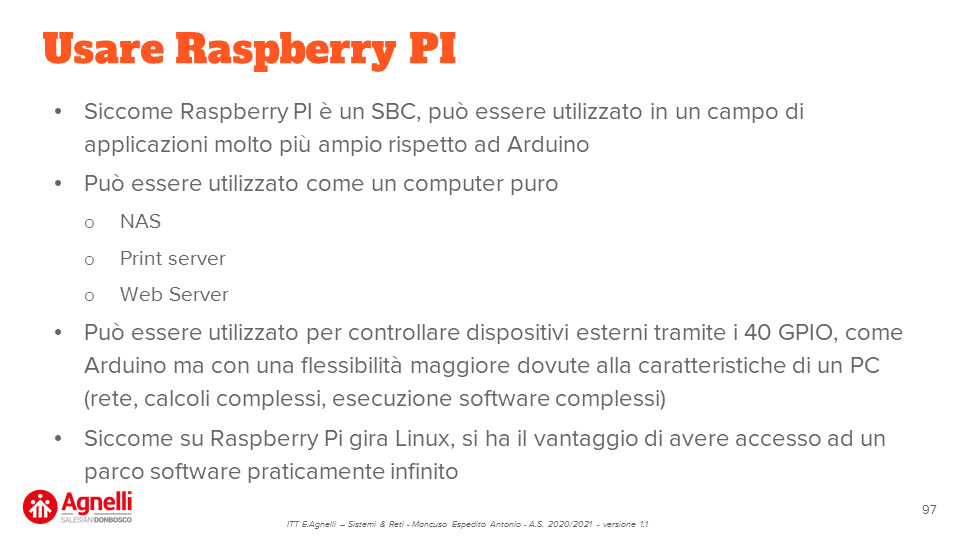 Usare Raspberry PI
• Siccome Raspberry PI è un SBC, può essere utilizzato in un campo di
applicazioni molto più ampio rispetto ad Arduino
• Può essere utilizzato come un computer puro
o NAS
o Print server
o Web Server
• Può essere utilizzato per controllare dispositivi esterni tramite i 40 GPIO, come
Arduino ma con una flessibilità maggiore dovute alla caratteristiche di un PC
(rete, calcoli complessi, esecuzione software complessi)
• Siccome su Raspberry Pi gira Linux, si ha il vantaggio di avere accesso ad un
parco software praticamente infinito
Agnelli
SALESIANIDONBOSCO
ITT E.Agnelli – Sistemi & Reti - Mancuso Espedito Antonio - A.S. 2020/2021 - versione 1.1
97